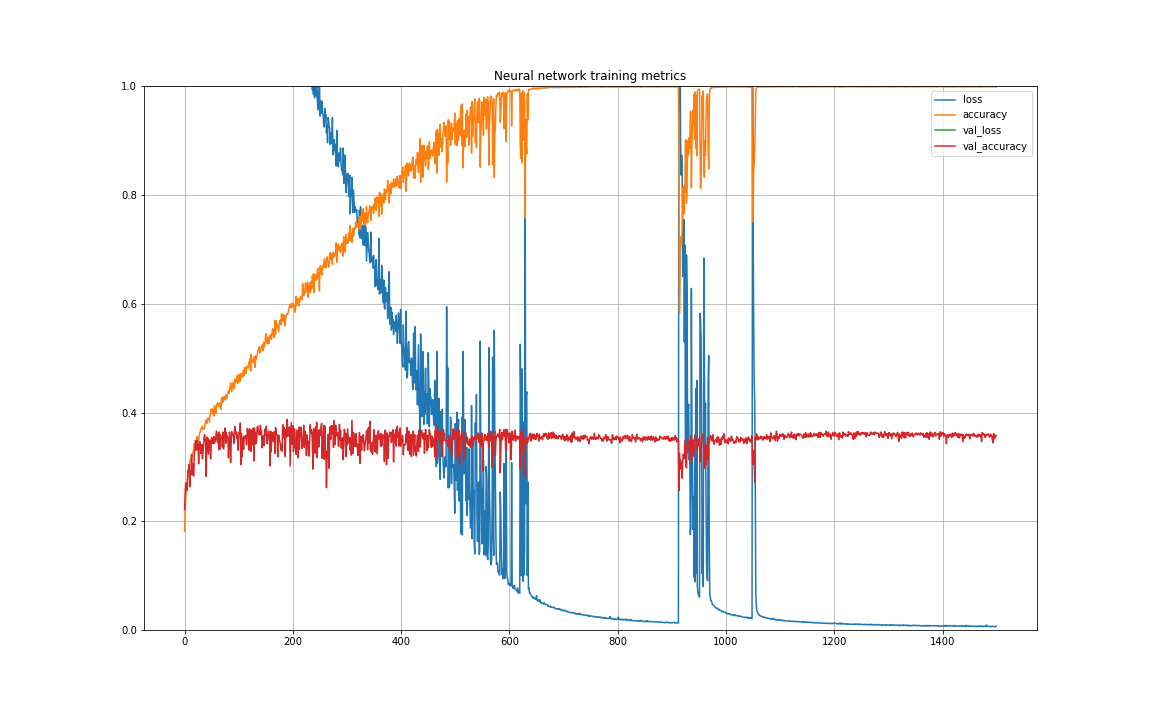 Neural network training metrics
1.0
0.8
0.6
0.4
0.2
0.0
loss
accuracy
val_loss
val_accuracy
0 200 400 600 800 1000 1200 1400